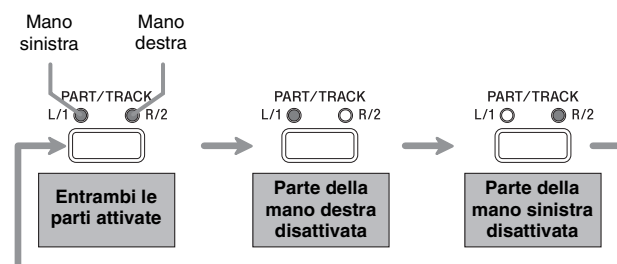 Mano
sinistra
Mano
destra
PART/TRACK
L/1 R/2
PART/TRACK
L/1 R/2
PART/TRACK
L/1 R/2
Entrambi le
parti attivate
Parte della
mano destra
disattivata
Parte della
mano sinistra
disattivata